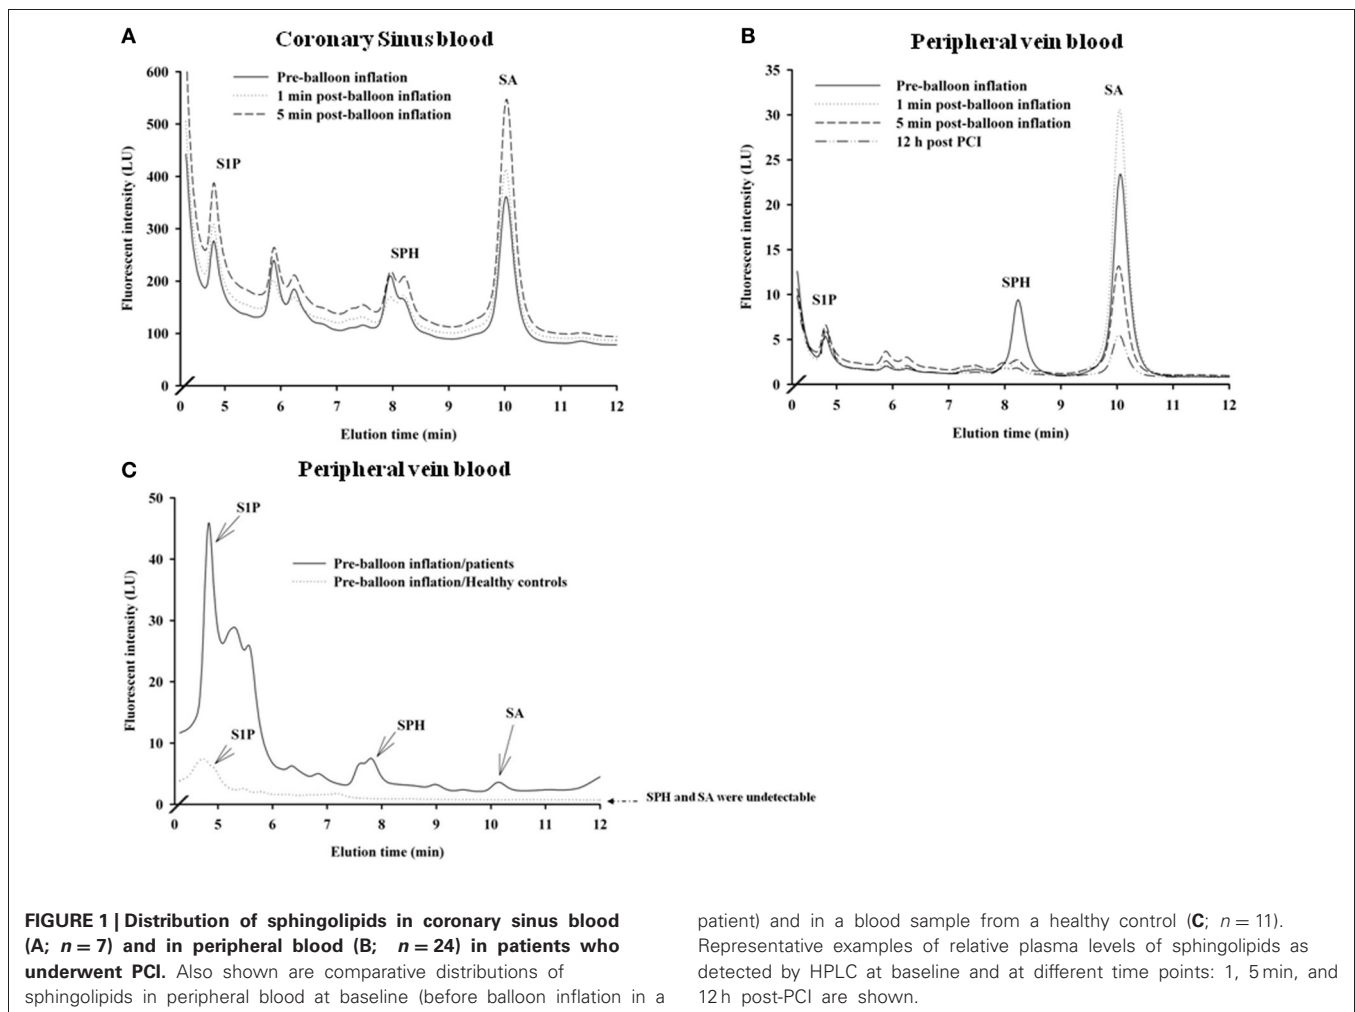 A
Coronary Sinus blood
600
500
400
300
200
100
0
Fluorescent intensity (LU)
Pre-balloon inflation
1 min post-balloon inflation
5 min post-balloon inflation
S1P
SPH
SA
0 5 6 7 8 9 10 11 12
Elution time (min)
B
Peripheral vein blood
35
30
25
20
15
10
5
0
Fluorescent intensity (LU)
Pre-balloon inflation
1 min post-balloon inflation
5 min post-balloon inflation
12 h post PCI
S1P
SPH
SA
0 5 6 7 8 9 10 11 12
Elution time (min)
C
Peripheral vein blood
50
40
30
20
10
0
Fluorescent intensity (LU)
S1P
Pre-balloon inflation/patients
Pre-balloon inflation/Healthy controls
S1P
SPH
SA
SPH and SA were undetectable
0 5 6 7 8 9 10 11 12
Elution time (min)
FIGURE 1 | Distribution of sphingolipids in coronary sinus blood
(A; n = 7) and in peripheral blood (B; n = 24) in patients who
underwent PCI. Also shown are comparative distributions of
sphingolipids in peripheral blood at baseline (before balloon inflation in a
patient) and in a blood sample from a healthy control (C; n = 11).
Representative examples of relative plasma levels of sphingolipids as
detected by HPLC at baseline and at different time points: 1, 5 min, and
12 h post-PCI are shown.